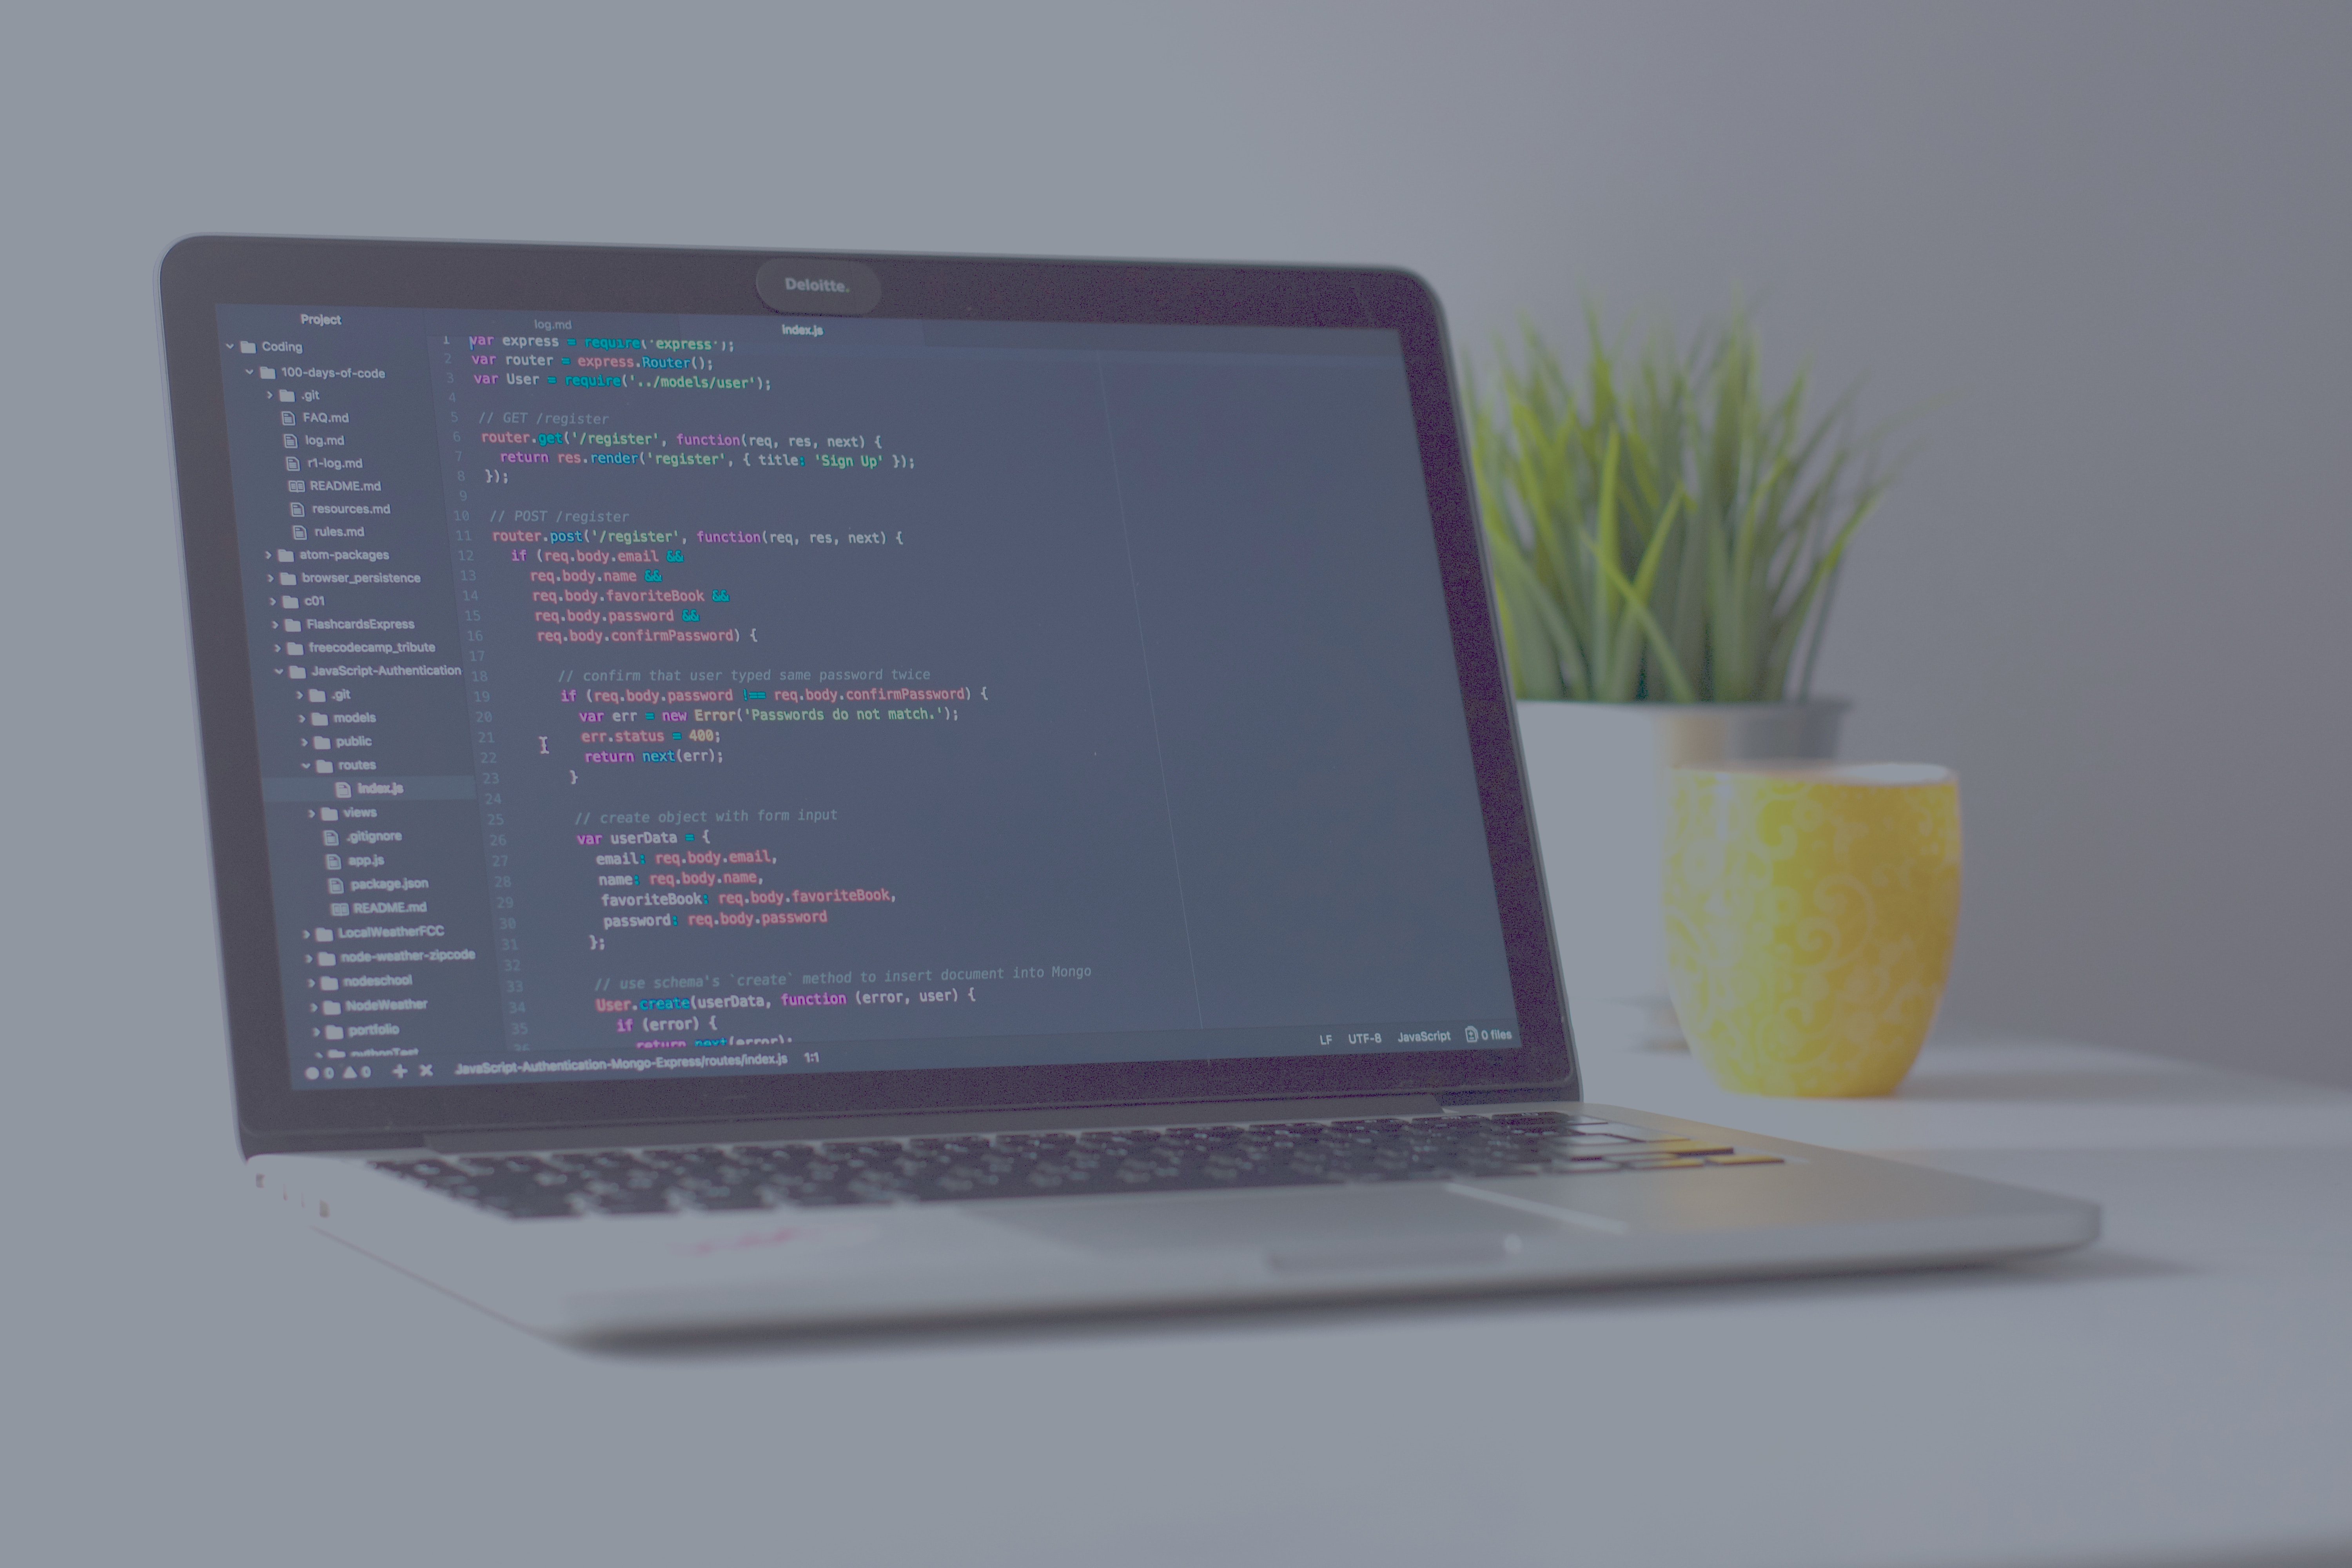 Deloitte.
Project
log.md
index.js
Coding
100-days-of-code
.git
FAQ.md
log.md
r1-log.md
README.md
resources.md
rules.md
atom-packages
browser_persistence
c01
FlashcardsExpress
freecodecamp_tribute
JavaScript-Authentication
.git
models
public
routes
index.js
views
.gitignore
app.js
package.json
README.md
LocalWeatherFCC
node-weather-zipcode
nodeschool
NodeWeather
portfolio
pythonTest
1 var express = require('express');
2 var router = express.Router();
3 var User = require('../models/user');
4
5 // GET /register
6 router.get('/register', function(req, res, next) {
7 return res.render('register', { title: 'Sign Up' });
8 });
9
10 // POST /register
11 router.post('/register', function(req, res, next) {
12 if (req.body.email &&
13 req.body.name &&
14 req.body.favoriteBook &&
15 req.body.password &&
16 req.body.confirmPassword) {
17
18 // confirm that user typed same password twice
19 if (req.body.password !== req.body.confirmPassword) {
20 var err = new Error('Passwords do not match.');
21 err.status = 400;
22 return next(err);
23 }
24
25 // create object with form input
26 var userData = {
27 email: req.body.email,
28 name: req.body.name,
29 favoriteBook: req.body.favoriteBook,
30 password: req.body.password
31 };
32
33 // use schema's `create` method to insert document into Mongo
34 User.create(userData, function (error, user) {
35 if (error) {
36 return next(error);
0 0 JavaScript-Authentication-Mongo-Express/routes/index.js 1:1 LF UTF-8 JavaScript 0 files